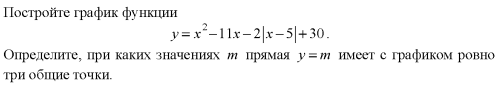 Постройте график функции
y = x² − 11x − 2|x − 5| + 30 .
Определите, при каких значениях m прямая y = m имеет с графиком ровно
три общие точки.